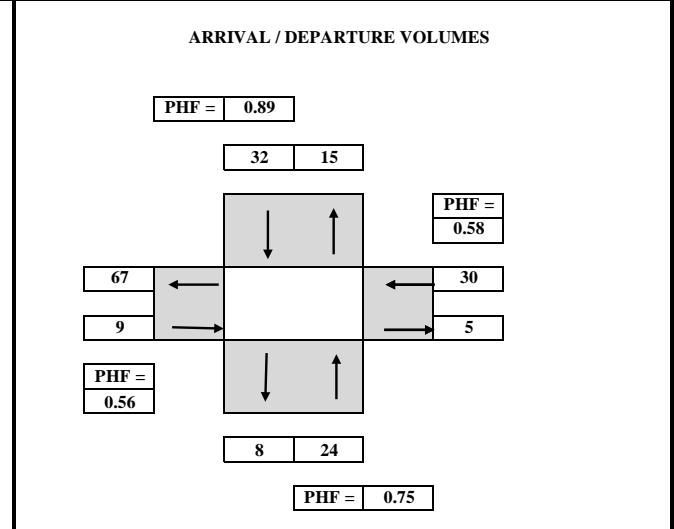 ARRIVAL / DEPARTURE VOLUMES
PHF = 0.89
32 15
PHF =
0.58
67 30
9 5
PHF =
0.56
8 24
PHF = 0.75